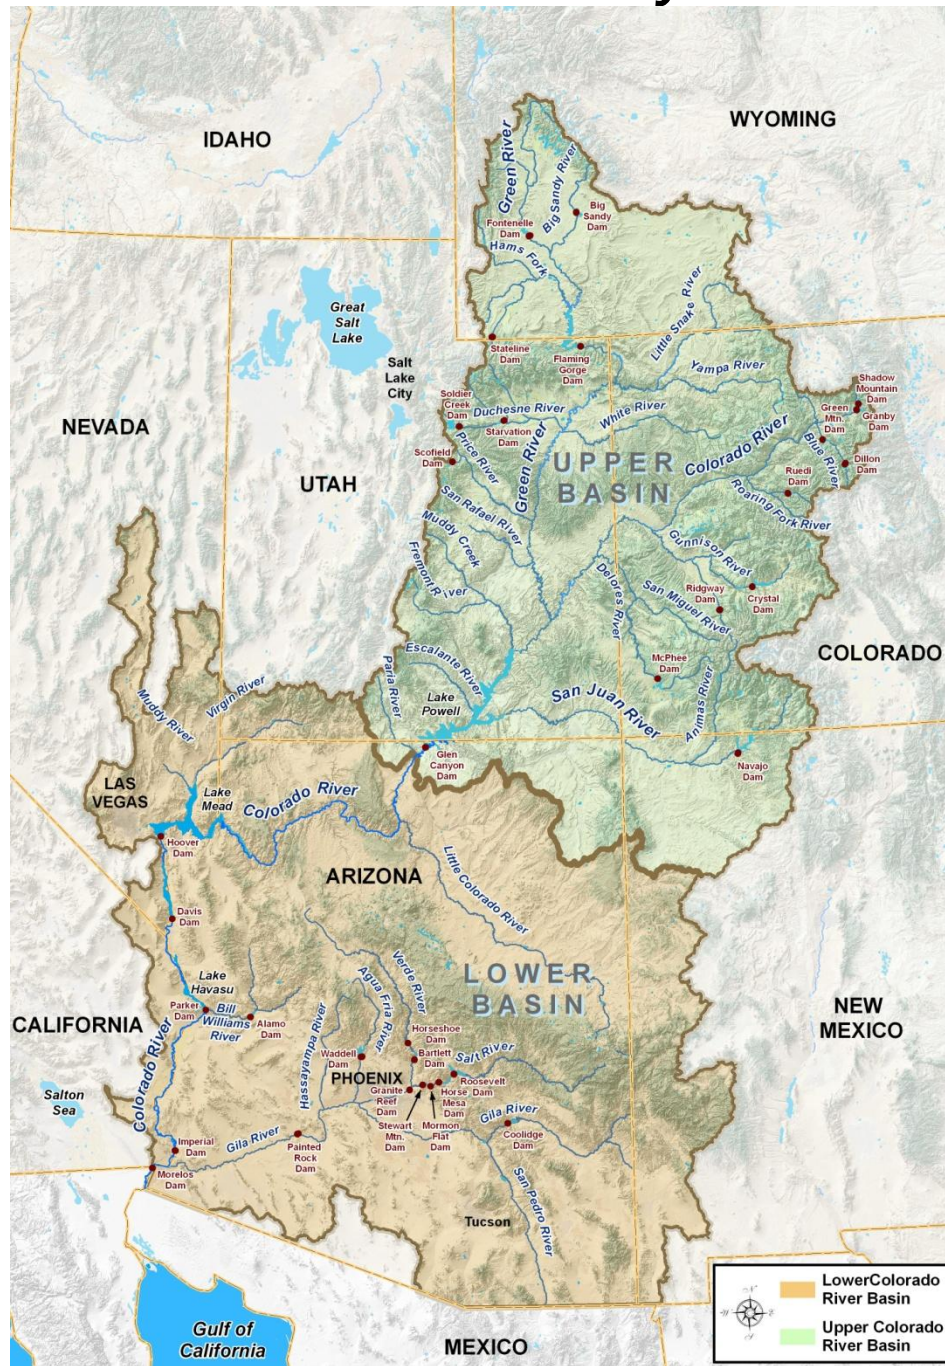 IDAHO
WYOMING
Green River
Big Sandy River
Big
Sandy
Dam
Fontenelle
Dam
Hams Fork
Great
Salt
Lake
Little Snake River
Stateline
Dam
Flaming
Gorge
Dam
Salt
Lake
City
Yampa River
Shadow
Mountain
Dam
Soldier
Creek
Dam
Duchesne River
Starvation
Dam
White River
Green
Mtn.
Dam
Granby
Dam
NEVADA
Price River
Scofield
Dam
Green River
UPPER
BASIN
Colorado River
Blue River
Dillon
Dam
Ruedi
Dam
Roaring Fork River
UTAH
San Rafael River
Muddy Creek
Fremont River
Gunnison River
Delores River
Ridgway
Dam
Crystal
Dam
San Miguel River
COLORADO
Escalante River
Paria River
McPhee
Dam
Animas River
Lake
Powell
San Juan River
Muddy River
Virgin River
Glen
Canyon
Dam
Navajo
Dam
LAS
VEGAS
Lake
Mead
Colorado River
Hoover
Dam
ARIZONA
Little Colorado River
Davis
Dam
LOWER
BASIN
Lake
Havasu
Parker
Dam
Bill
Williams
River
Alamo
Dam
Verde River
Agua Fria River
Hassayampa River
CALIFORNIA
NEW
MEXICO
Colorado River
Horseshoe
Dam
Waddell
Dam
Bartlett
Dam
Salt River
PHOENIX
Roosevelt
Dam
Granite
Reef
Dam
Horse
Mesa
Dam
Salton
Sea
Stewart
Mtn.
Dam
Mormon
Flat
Dam
Gila River
Coolidge
Dam
Imperial
Dam
Gila River
Painted
Rock
Dam
Morelos
Dam
San Pedro River
Tucson
Gulf of
California
MEXICO
N
W
S
LowerColorado
River Basin
Upper Colorado
River Basin